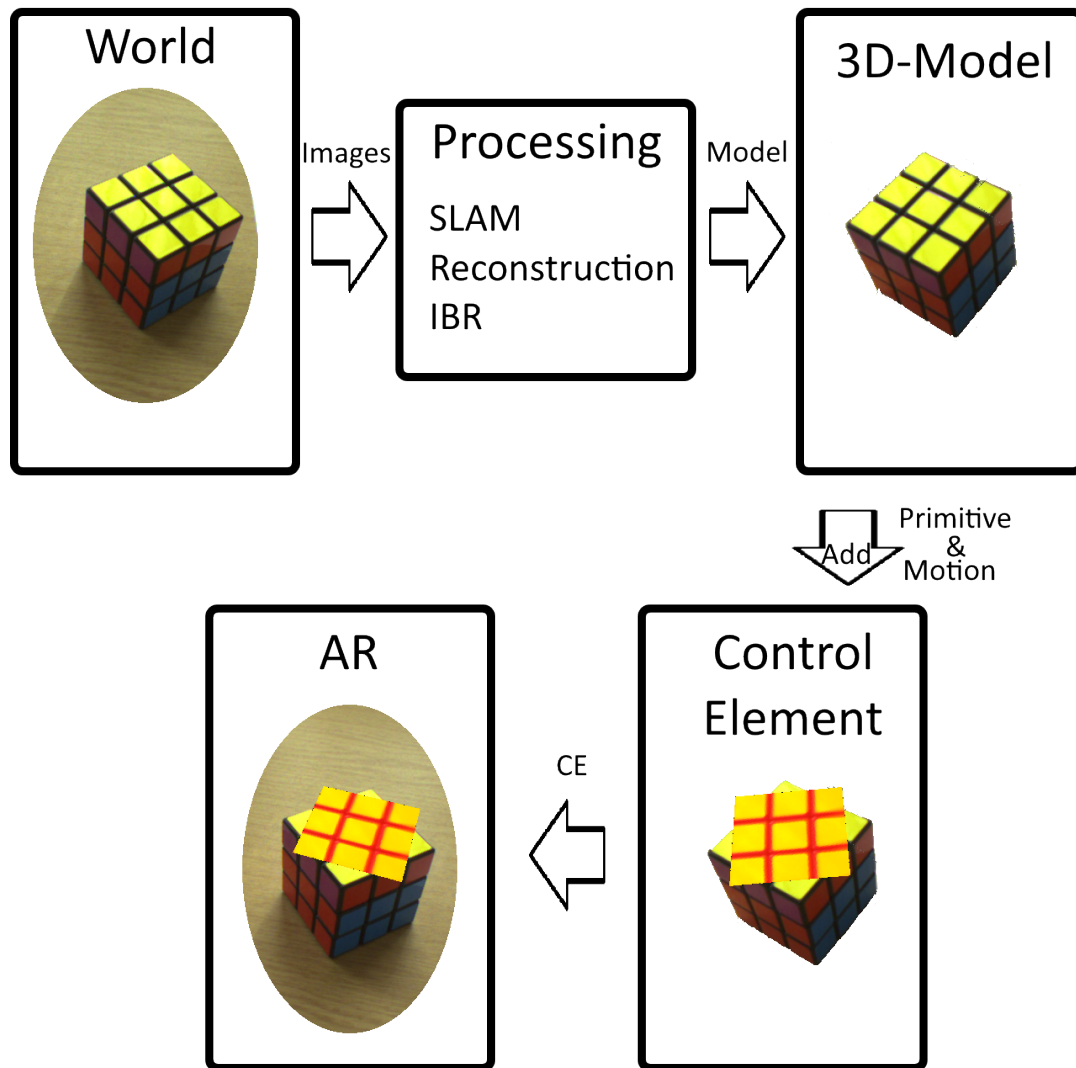 World
Images
Processing
SLAM
Reconstruction
IBR
Model
3D-Model
Add
Primitive
&
Motion
Control
Element
CE
AR